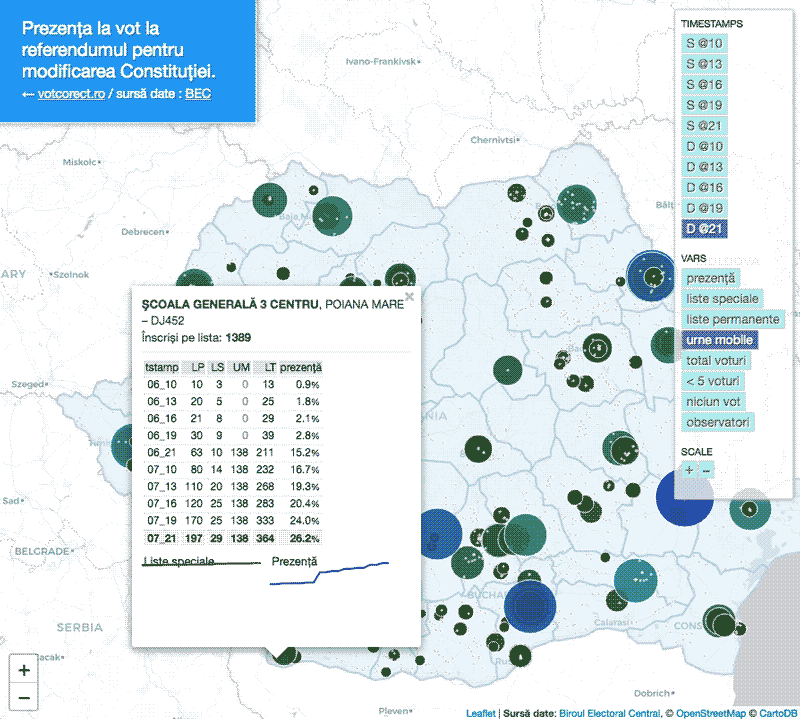 Prezența la vot la
referendumul pentru
modificarea Constituției.
← votcorect.ro / sursă date : BEC
Ivano-Frankivsk
Chernivtsi
Miskolc
Debrecen
Baia M
Bălț
ARY
Szolnok
Szeged
Timiș
ANIA
Sad
BELGRADE
SERBIA
acak
BUCHA
Calarasi
CONS
Rus
Pleven
Dobrich
TIMESTAMPS
S @10
S @13
S @16
S @19
S @21
D @10
D @13
D @16
D @19
D @21
VARS
prezență
liste speciale
liste permanente
urne mobile
total voturi
< 5 voturi
niciun vot
observatori
SCALE
+ –
×
ȘCOALA GENERALĂ 3 CENTRU, POIANA MARE
– DJ452
Înscriși pe lista: 1389
tstamp LP LS UM LT prezență
06_10 10 3 0 13 0.9%
06_13 20 5 0 25 1.8%
06_16 21 8 0 29 2.1%
06_19 30 9 0 39 2.8%
06_21 63 10 138 211 15.2%
07_10 80 14 138 232 16.7%
07_13 110 20 138 268 19.3%
07_16 120 25 138 283 20.4%
07_19 170 25 138 333 24.0%
07_21 197 29 138 364 26.2%
Liste speciale Prezență
+
–
Leaflet | Sursă date: Biroul Electoral Central, © OpenStreetMap © CartoDB